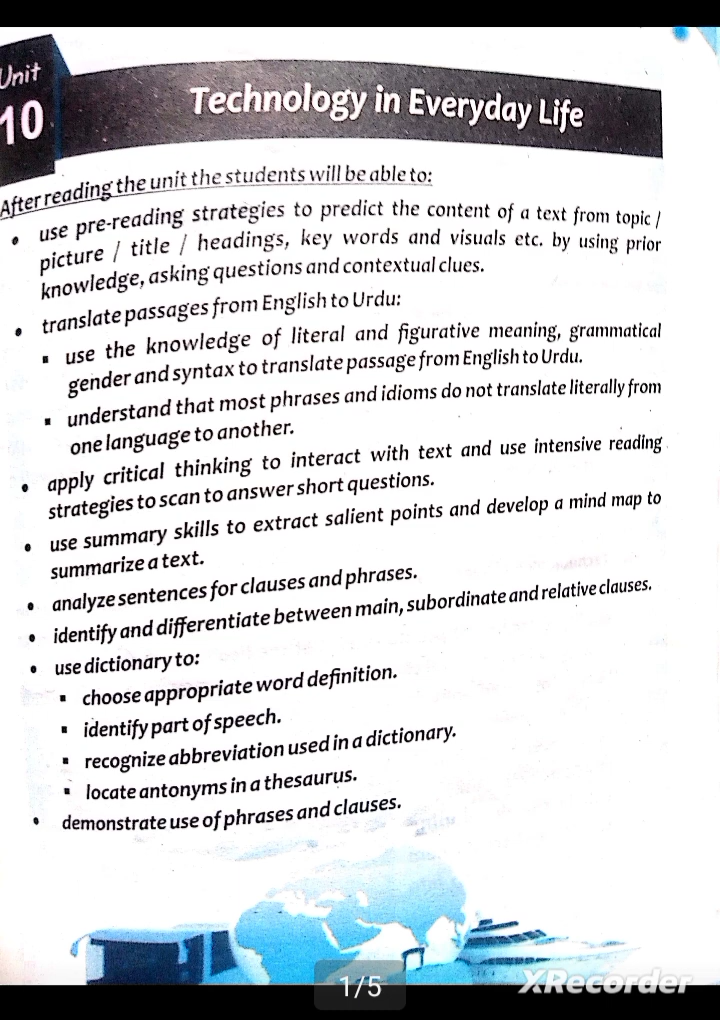 Unit
10
Technology in Everyday Life
After reading the unit the students will be able to:
• use pre-reading strategies to predict the content of a text from topic /
picture / title / headings, key words and visuals etc. by using prior
knowledge, asking questions and contextual clues.
• translate passages from English to Urdu:
▪ use the knowledge of literal and figurative meaning, grammatical
gender and syntax to translate passage from English to Urdu.
▪ understand that most phrases and idioms do not translate literally from
one language to another.
• apply critical thinking to interact with text and use intensive reading
strategies to scan to answer short questions.
• use summary skills to extract salient points and develop a mind map to
summarize a text.
• analyze sentences for clauses and phrases.
• identify and differentiate between main, subordinate and relative clauses.
• use dictionary to:
▪ choose appropriate word definition.
▪ identify part of speech.
▪ recognize abbreviation used in a dictionary.
▪ locate antonyms in a thesaurus.
• demonstrate use of phrases and clauses.
1/5
XRecorder